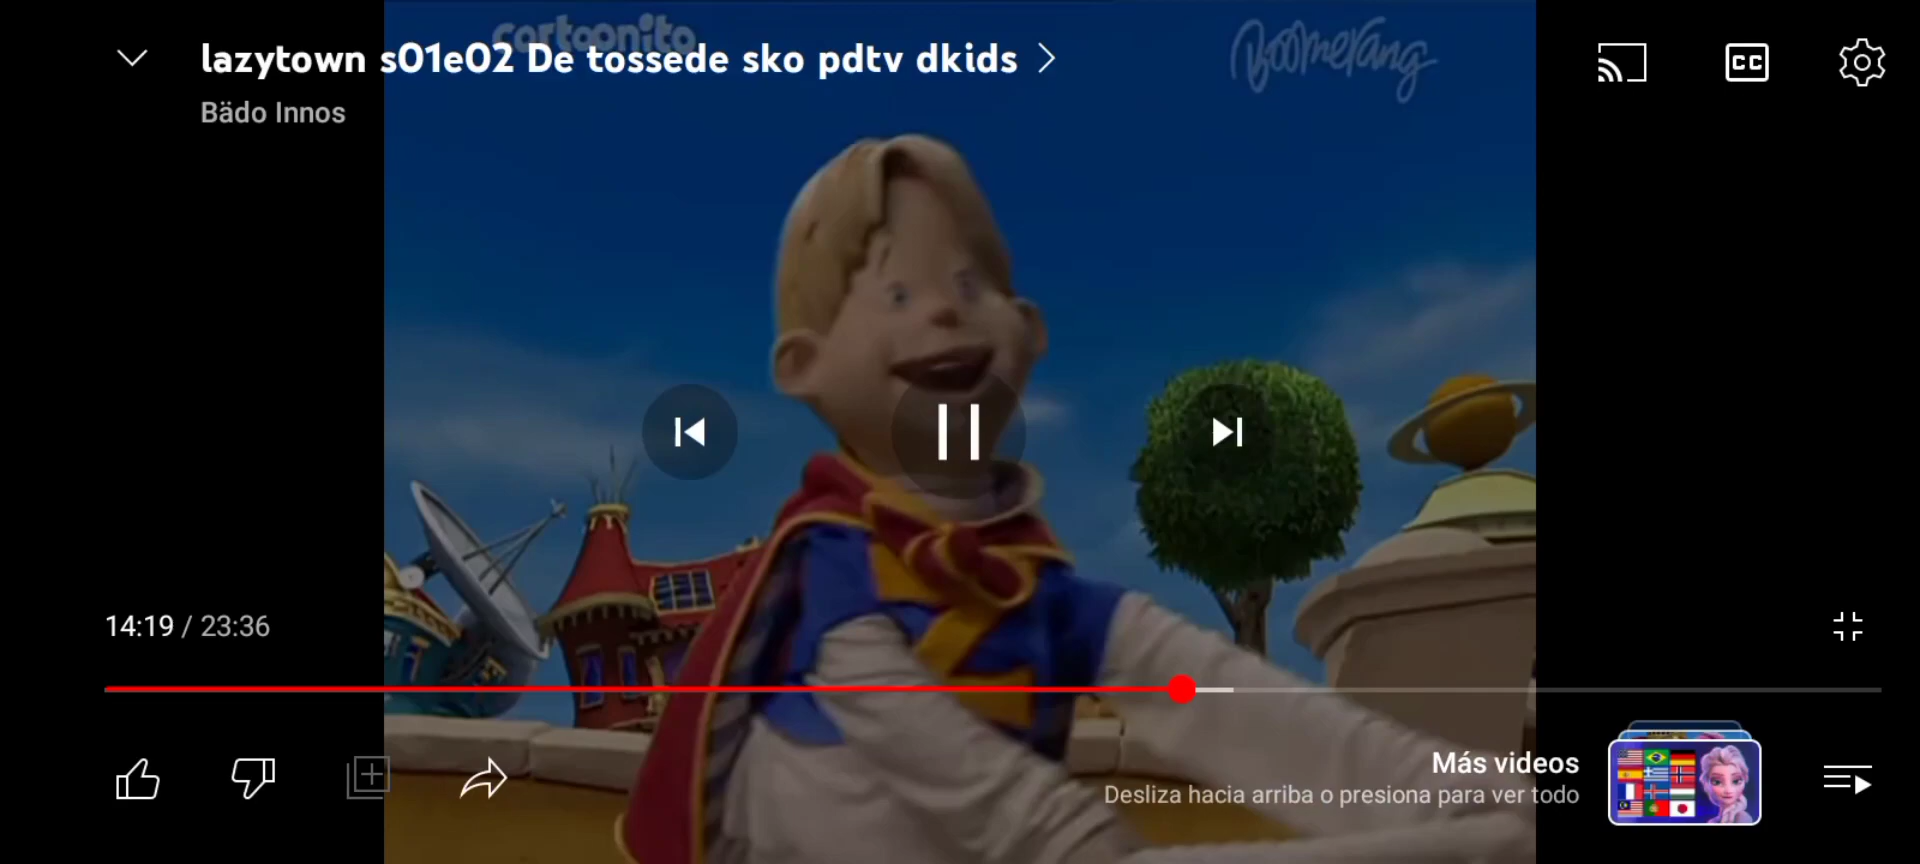 cartoonito
Boomerang
lazytown s01e02 De tossede sko pdtv dkids
CC
Bädo Innos
14:19 / 23:36
Más videos
Desliza hacia arriba o presiona para ver todo